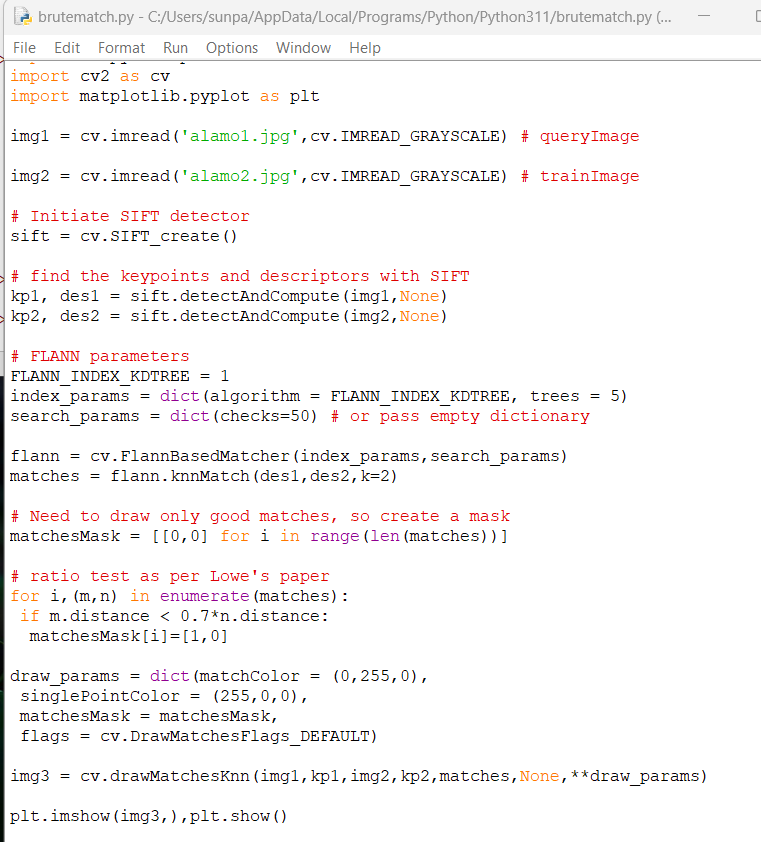 brutematch.py - C:/Users/sunpa/AppData/Local/Programs/Python/Python311/brutematch.py (...
File Edit Format Run Options Window Help
import cv2 as cv
import matplotlib.pyplot as plt
img1 = cv.imread('alamo1.jpg',cv.IMREAD_GRAYSCALE) # queryImage
img2 = cv.imread('alamo2.jpg',cv.IMREAD_GRAYSCALE) # trainImage
# Initiate SIFT detector
sift = cv.SIFT_create()
# find the keypoints and descriptors with SIFT
kp1, des1 = sift.detectAndCompute(img1,None)
kp2, des2 = sift.detectAndCompute(img2,None)
# FLANN parameters
FLANN_INDEX_KDTREE = 1
index_params = dict(algorithm = FLANN_INDEX_KDTREE, trees = 5)
search_params = dict(checks=50) # or pass empty dictionary
flann = cv.FlannBasedMatcher(index_params,search_params)
matches = flann.knnMatch(des1,des2,k=2)
# Need to draw only good matches, so create a mask
matchesMask = [[0,0] for i in range(len(matches))]
# ratio test as per Lowe's paper
for i,(m,n) in enumerate(matches):
 if m.distance < 0.7*n.distance:
  matchesMask[i]=[1,0]
draw_params = dict(matchColor = (0,255,0),
 singlePointColor = (255,0,0),
 matchesMask = matchesMask,
 flags = cv.DrawMatchesFlags_DEFAULT)
img3 = cv.drawMatchesKnn(img1,kp1,img2,kp2,matches,None,**draw_params)
plt.imshow(img3,),plt.show()